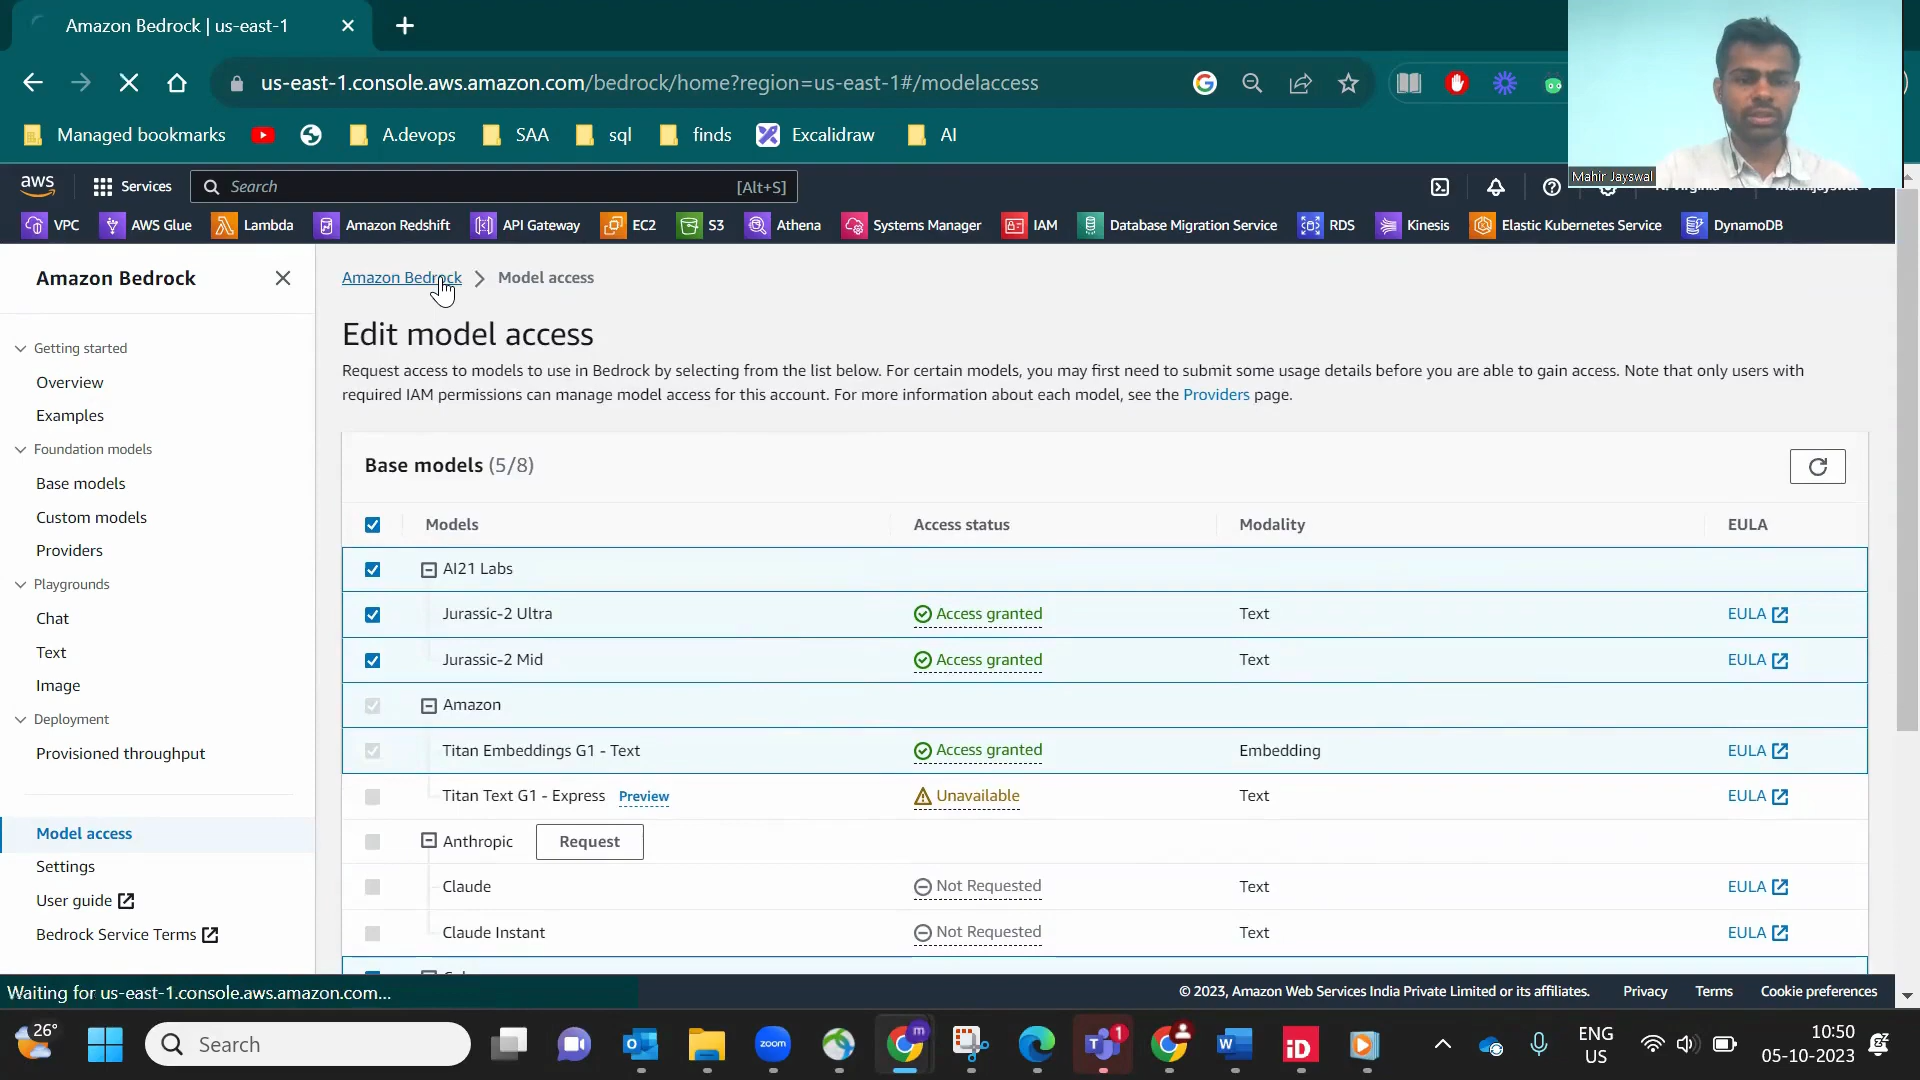 Amazon Bedrock | us-east-1
us-east-1.console.aws.amazon.com/bedrock/home?region=us-east-1#/modelaccess
Managed bookmarks
A.devops
SAA
sql
finds
Excalidraw
AI
Mahir Jayswal
aws
Services
Search
[Alt+S]
VPC
AWS Glue
Lambda
Amazon Redshift
API Gateway
EC2
S3
Athena
Systems Manager
IAM
Database Migration Service
RDS
Kinesis
Elastic Kubernetes Service
DynamoDB
Amazon Bedrock
Getting started
Overview
Examples
Foundation models
Base models
Custom models
Providers
Playgrounds
Chat
Text
Image
Deployment
Provisioned throughput
Model access
Settings
User guide
Bedrock Service Terms
Amazon Bedrock > Model access
Edit model access
Request access to models to use in Bedrock by selecting from the list below. For certain models, you may first need to submit some usage details before you are able to gain access. Note that only users with
required IAM permissions can manage model access for this account. For more information about each model, see the Providers page.
Base models (5/8)
Models Access status Modality EULA
AI21 Labs
Jurassic-2 Ultra Access granted Text EULA
Jurassic-2 Mid Access granted Text EULA
Amazon
Titan Embeddings G1 - Text Access granted Embedding EULA
Titan Text G1 - Express Preview Unavailable Text EULA
Anthropic Request
Claude Not Requested Text EULA
Claude Instant Not Requested Text EULA
Waiting for us-east-1.console.aws.amazon.com...
© 2023, Amazon Web Services India Private Limited or its affiliates.
Privacy
Terms
Cookie preferences
26°
Search
zoom
1
iD
ENG
US
10:50
05-10-2023